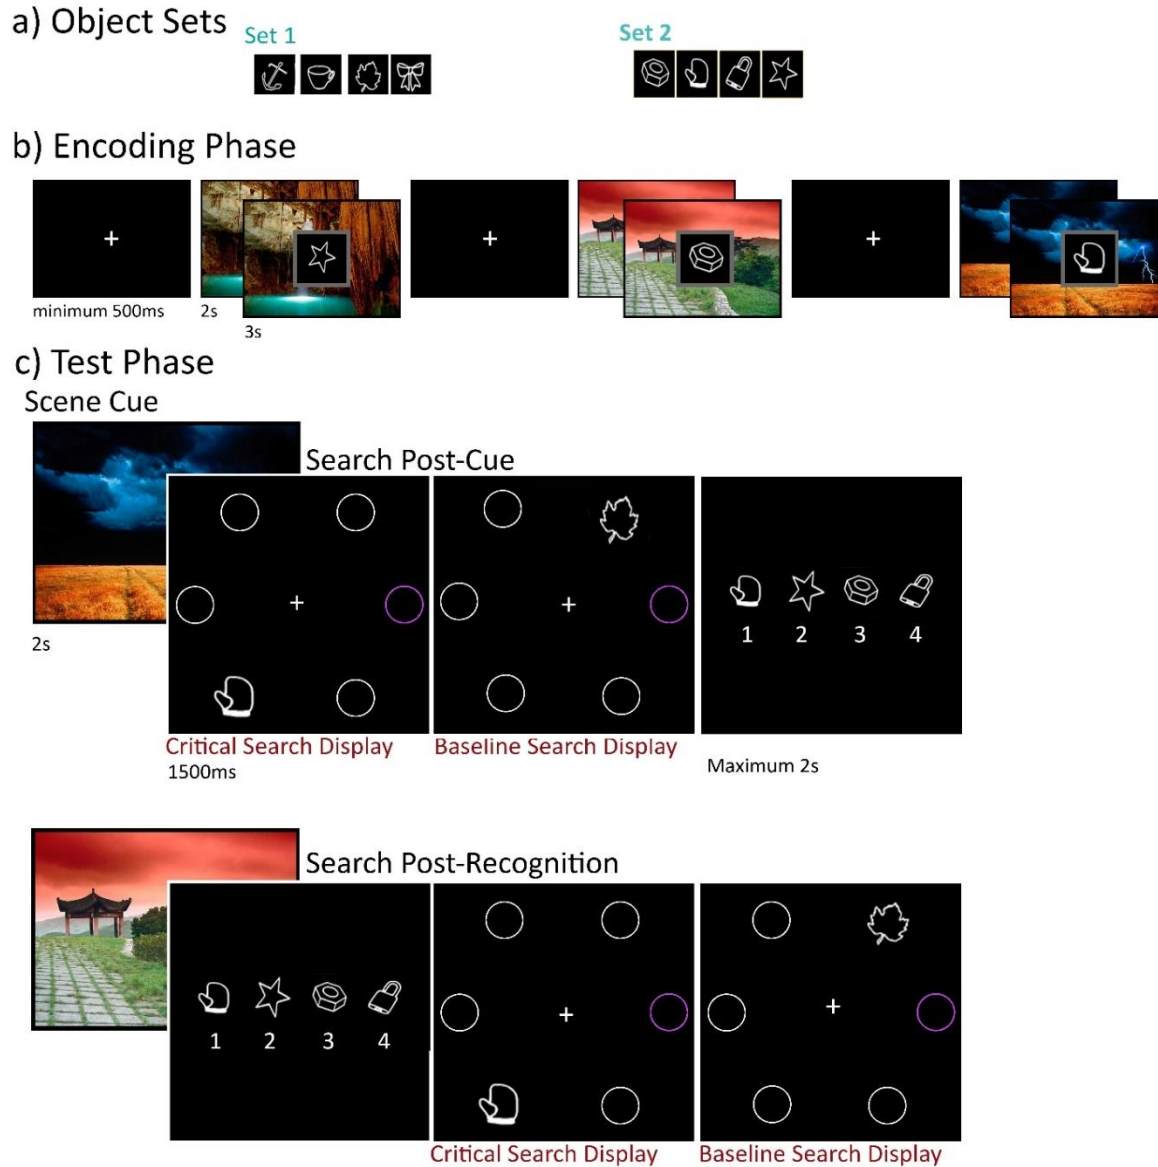 a) Object Sets
Set 1
Set 2
b) Encoding Phase
minimum 500ms
2s
3s
c) Test Phase
Scene Cue
Search Post-Cue
1 2 3 4
2s
Critical Search Display
Baseline Search Display
1500ms
Maximum 2s
Search Post-Recognition
1 2 3 4
Critical Search Display
Baseline Search Display